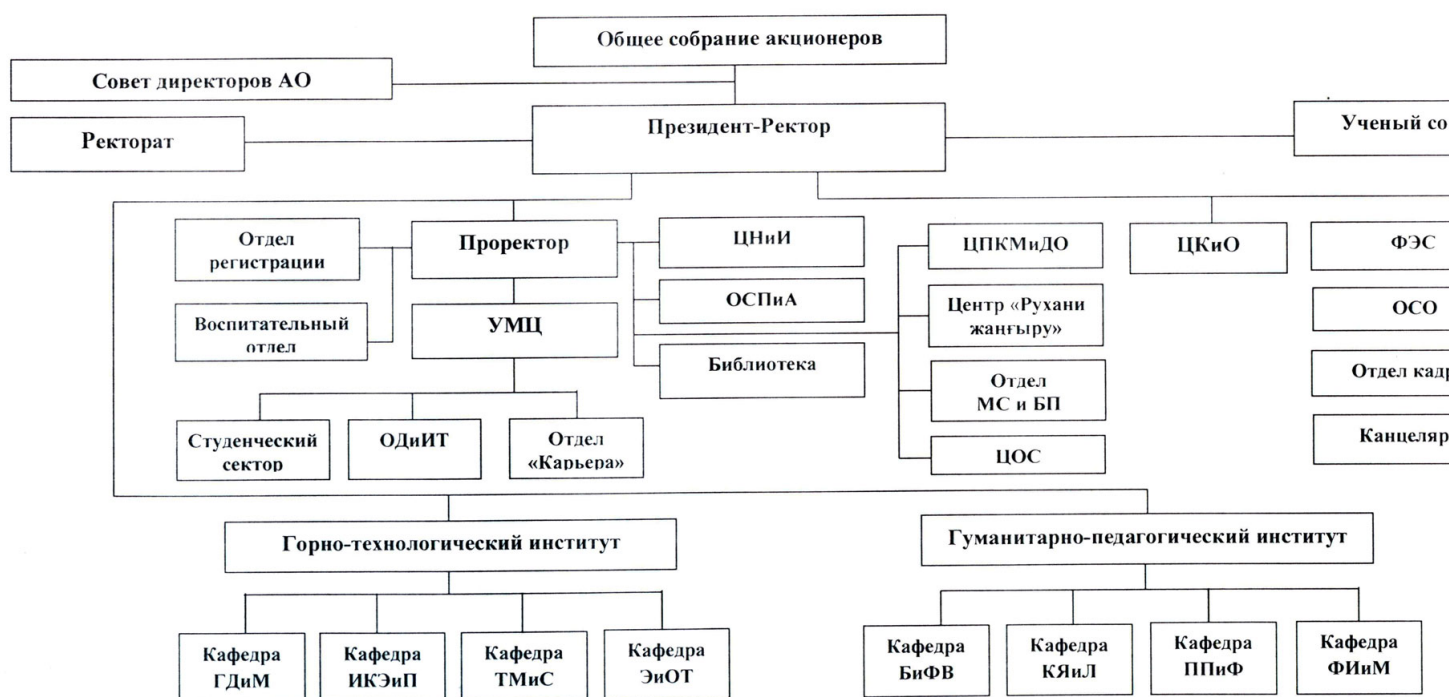 Общее собрание акционеров
Совет директоров АО
Президент-Ректор
Ректорат
Ученый
Отдел
регистрации
Проректор
ЦНиИ
ЦПКМиДО
ЦКиО
ФЭС
Воспитательный
отдел
УМЦ
ОСПиА
Центр «Рухани
жаңғыру»
ОСО
Библиотека
Отдел
МС и БП
Отдел
Студенческий
сектор
ОДиИТ
Отдел
«Карьера»
ЦОС
Горно-технологический институт
Гуманитарно-педагогический институт
Кафедра
ГДиМ
Кафедра
ИКЭиП
Кафедра
ТМиС
Кафедра
ЭиОТ
Кафедра
БиФВ
Кафедра
КЯиЛ
Кафедра
ППиФ
Кафедра
ФИиМ